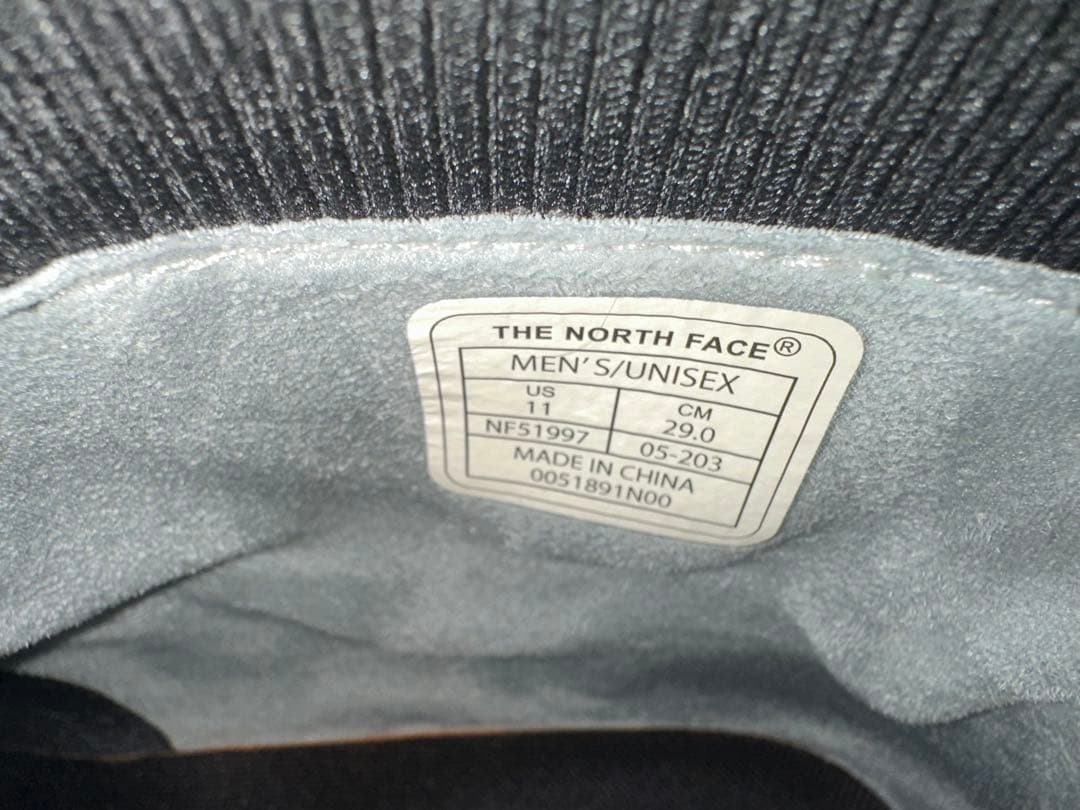 THE NORTH FACE®
MEN'S/UNISEX
US CM
11 29.0
NF51997 05-203
MADE IN CHINA
0051891N00